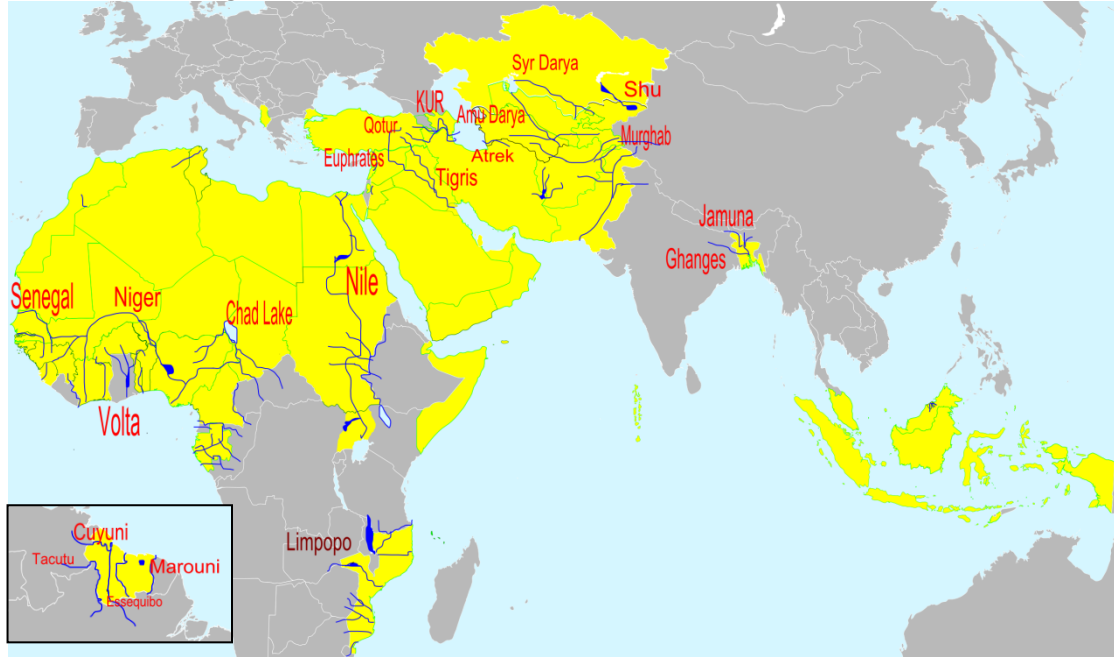 Syr Darya
Shu
KUR
Amu Darya
Qotur
Murghab
Euphrates
Atrek
Tigris
Jamuna
Ghanges
Nile
Senegal
Niger
Chad Lake
Volta
Limpopo
Cuyuni
Tacutu
Marouni
Essequibo